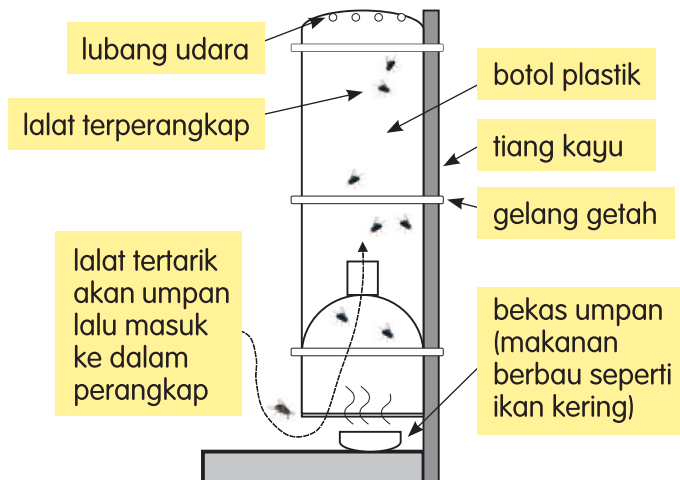 lubang udara
lalat terperangkap
lalat tertarik
akan umpan
lalu masuk
ke dalam
perangkap
botol plastik
tiang kayu
gelang getah
bekas umpan
(makanan
berbau seperti
ikan kering)